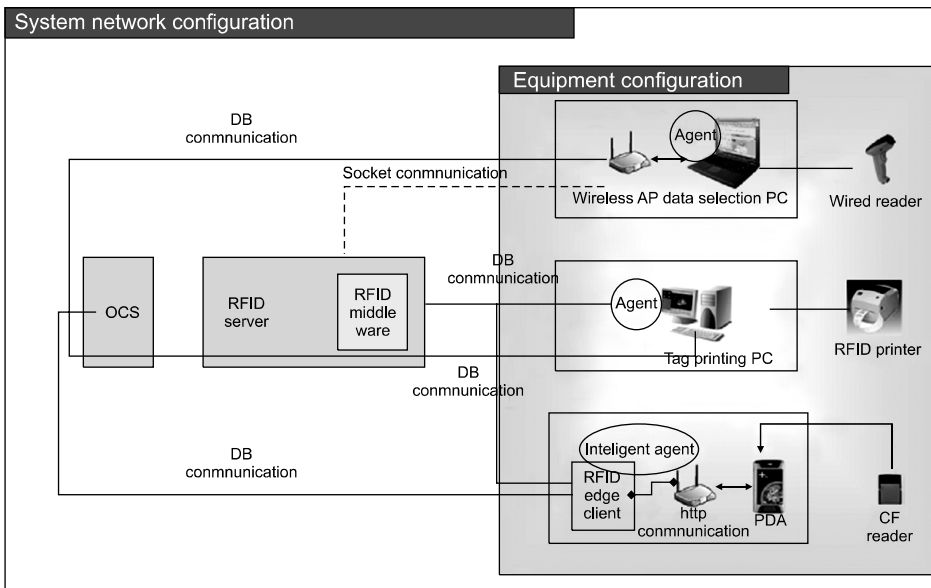 System network configuration
Equipment configuration
DB
conmnunication
Agent
Socket conmnunication
Wireless AP data selection PC
Wired reader
DB
conmnunication
OCS
RFID
server
RFID
middle
ware
Agent
Tag printing PC
RFID printer
DB
conmnunication
DB
conmnunication
Inteligent agent
RFID
edge
client
http
conmnunication
PDA
CF
reader